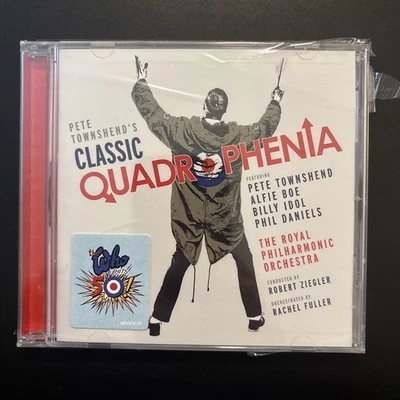 PETE
TOWNSHEND'S
CLASSIC
QUADROPHENIA
FEATURING
PETE TOWNSHEND
ALFIE BOE
BILLY IDOL
PHIL DANIELS
THE ROYAL
PHILHARMONIC
ORCHESTRA
CONDUCTED BY
ROBERT ZIEGLER
ORCHESTRATED BY
RACHEL FULLER
the Who
50!